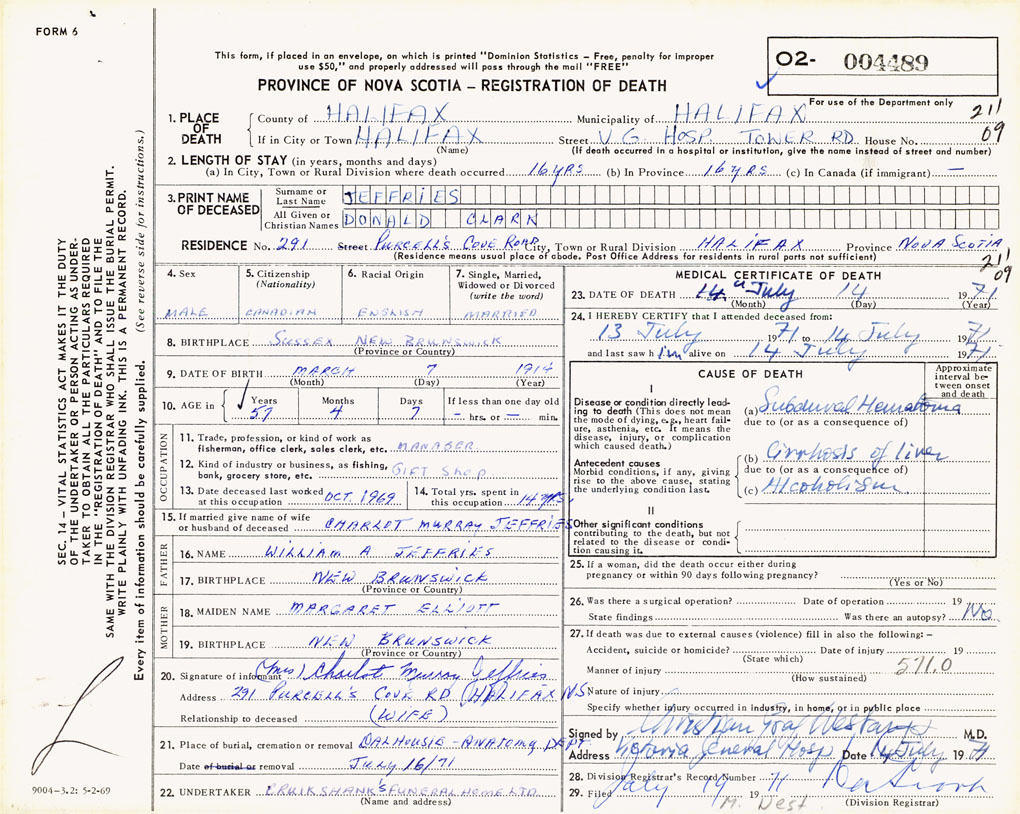 FORM 6
This form, if placed in an envelope, on which is printed "Dominion Statistics – Free, penalty for improper
use $50," and properly addressed will pass through the mail "FREE"
PROVINCE OF NOVA SCOTIA – REGISTRATION OF DEATH
02- 004489
For use of the Department only
21'
09
1. PLACE OF DEATH
County of HALIFAX Municipality of HALIFAX
If in City or Town HALIFAX Street V.G. HOSP. TOWER RD. House No.
(Name) (If death occurred in a hospital or institution, give the name instead of street and number)
2. LENGTH OF STAY (in years, months and days)
(a) In City, Town or Rural Division where death occurred 16 YRS (b) In Province 16 YRS (c) In Canada (if immigrant) —
3. PRINT NAME OF DECEASED
Surname or Last Name JEFFRIES
All Given or Christian Names DONALD CLARK
RESIDENCE No. 291 Street PURCELL'S COVE ROAD City, Town or Rural Division HALIFAX Province NOVA SCOTIA
(Residence means usual place of abode. Post Office Address for residents in rural parts not sufficient)
21'
09
4. Sex
MALE
5. Citizenship
(Nationality)
CANADIAN
6. Racial Origin
ENGLISH
7. Single, Married,
Widowed or Divorced
(write the word)
MARRIED
8. BIRTHPLACE SUSSEX NEW BRUNSWICK
(Province or Country)
9. DATE OF BIRTH MARCH 7 1914
(Month) (Day) (Year)
10. AGE in Years Months Days If less than one day old
57 4 7 – hrs. or – min.
OCCUPATION
11. Trade, profession, or kind of work as
fisherman, office clerk, sales clerk, etc. MANAGER
12. Kind of industry or business, as fishing,
bank, grocery store, etc. GIFT SHOP
13. Date deceased last worked
at this occupation OCT. 1969
14. Total yrs. spent in
this occupation 14 YRS.
15. If married give name of wife
or husband of deceased CHARLOT MURRAY JEFFRIES
FATHER
16. NAME WILLIAM A JEFFRIES
17. BIRTHPLACE NEW BRUNSWICK
(Province or Country)
MOTHER
18. MAIDEN NAME MARGARET ELLIOTT
19. BIRTHPLACE NEW BRUNSWICK
(Province or Country)
20. Signature of informant (Mrs) Charlot Murray Jeffries
Address 291 PURCELL'S COVE RD (HALIFAX NS
Relationship to deceased (WIFE)
21. Place of burial, cremation or removal DALHOUSIE – ANATOMY DEPT
Date of burial or removal JULY 16/71
22. UNDERTAKER CRUIKSHANK'S FUNERAL HOME LTD
(Name and address)
MEDICAL CERTIFICATE OF DEATH
23. DATE OF DEATH July 14 1971
(Month) (Day)
24. I HEREBY CERTIFY that I attended deceased from:
13 July 1971 to 14 July 1971
and last saw him alive on 14 July 1971
CAUSE OF DEATH
Approximate
interval be-
tween onset
and death
I
Disease or condition directly lead-
ing to death (This does not mean
the mode of dying, e.g., heart fail-
ure, asthenia, etc. It means the
disease, injury, or complication
which caused death.)
(a) Subdural Hematoma
due to (or as a consequence of)
Antecedent causes
Morbid conditions, if any, giving
rise to the above cause, stating
the underlying condition last.
(b) Cirrhosis of liver
due to (or as a consequence of)
(c) Alcoholism
II
Other significant conditions
contributing to the death, but not
related to the disease or condi-
tion causing it.
25. If a woman, did the death occur either during
pregnancy or within 90 days following pregnancy?
(Yes or No)
26. Was there a surgical operation? Date of operation 19
State findings Was there an autopsy? No
27. If death was due to external causes (violence) fill in also the following: –
Accident, suicide or homicide? Date of injury 19
(State which)
571.0
Manner of injury
(How sustained)
Nature of injury
Specify whether injury occurred in industry, in home, or in public place
Signed by M.D.
Address Victoria General Hosp Date 14 July 1971
28. Division Registrar's Record Number
29. Filed July 19 1971
(Division Registrar)
M. West
SEC. 14 – VITAL STATISTICS ACT MAKES IT THE DUTY
OF THE UNDERTAKER OR PERSON ACTING AS UNDER-
TAKER TO OBTAIN ALL THE PARTICULARS REQUIRED
IN THE "REGISTRATION OF DEATH" AND TO FILE THE
SAME WITH THE DIVISION REGISTRAR WHO SHALL ISSUE THE BURIAL PERMIT.
WRITE PLAINLY WITH UNFADING INK. THIS IS A PERMANENT RECORD.
Every item of information should be carefully supplied. (See reverse side for instructions.)
9004-3.2: 5-2-69